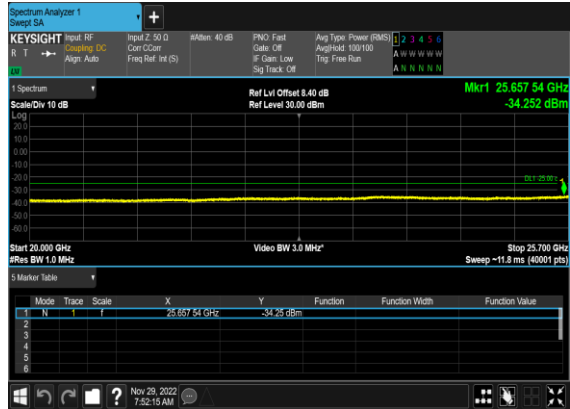 Spectrum Analyzer 1
Swept SA
+
KEYSIGHT Input: RF Input Z: 50 Ω #Atten: 40 dB PNO: Fast Avg Type: Power (RMS) 1 2 3 4 5 6
R T Coupling: DC Corr CCorr Gate: Off Avg|Hold: 100/100 A W W W W W
Align: Auto Freq Ref: Int (S) IF Gain: Low Trig: Free Run
Sig Track: Off A N N N N N
1 Spectrum Ref Lvl Offset 8.40 dB Mkr1 25.657 54 GHz
Scale/Div 10 dB Ref Level 30.00 dBm -34.252 dBm
Log
20.0
10.0
0.00
-10.0
-20.0
DL1 -25.00
-30.0
-40.0
-50.0
-60.0
Start 20.000 GHz Video BW 3.0 MHz* Stop 25.700 GHz
#Res BW 1.0 MHz Sweep ~11.8 ms (40001 pts)
5 Marker Table
Mode Trace Scale X Y Function Function Width Function Value
1 N 1 f 25.657 54 GHz -34.25 dBm
2
3
4
5
6
? Nov 29, 2022
7:52:15 AM